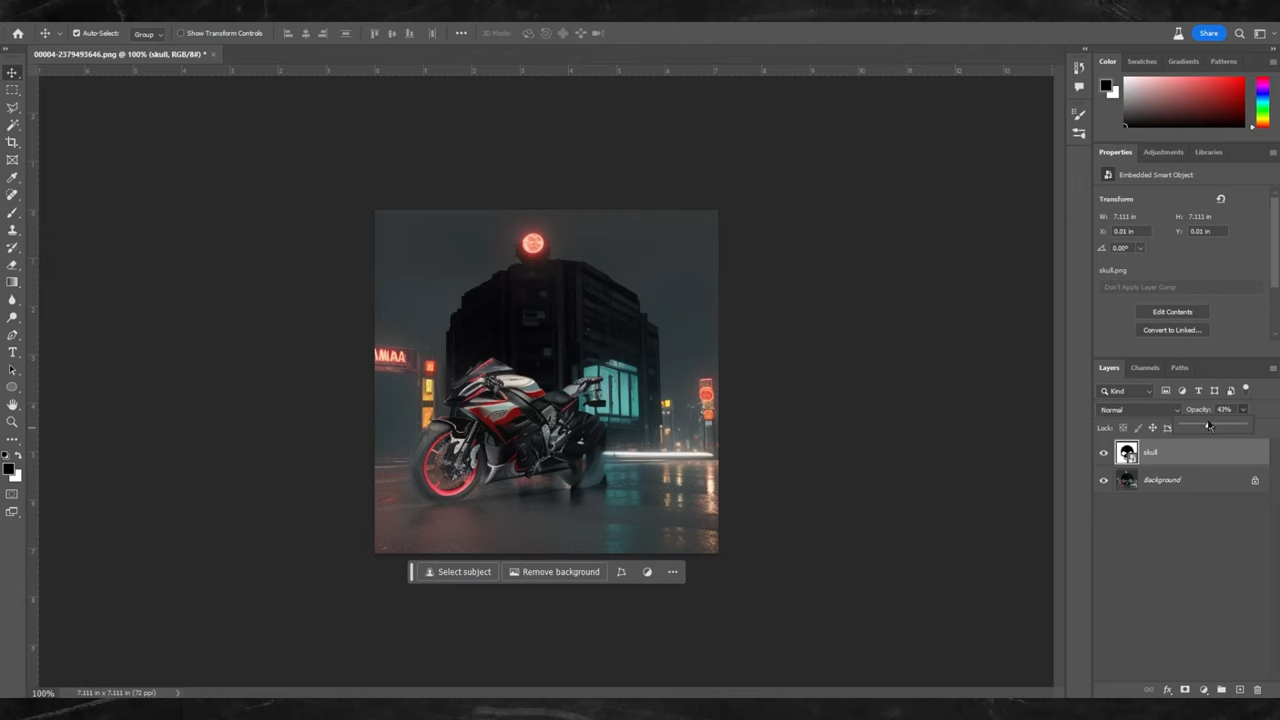 Auto-Select: Group Show Transform Controls 3D Mode: Share
00004-2379493646.png @ 100% (skull, RGB/8#) *
Color Swatches Gradients Patterns
Properties Adjustments Libraries
Embedded Smart Object
Transform
W: 7.111 in H: 7.111 in
X: 0.01 in Y: 0.01 in
0.00°
skull.png
Don't Apply Layer Comp
Edit Contents
Convert to Linked...
Layers Channels Paths
Kind
Normal Opacity: 43%
Lock:
skull
Background
AMAA
Select subject Remove background
100% 7.111 in x 7.111 in (72 ppi)